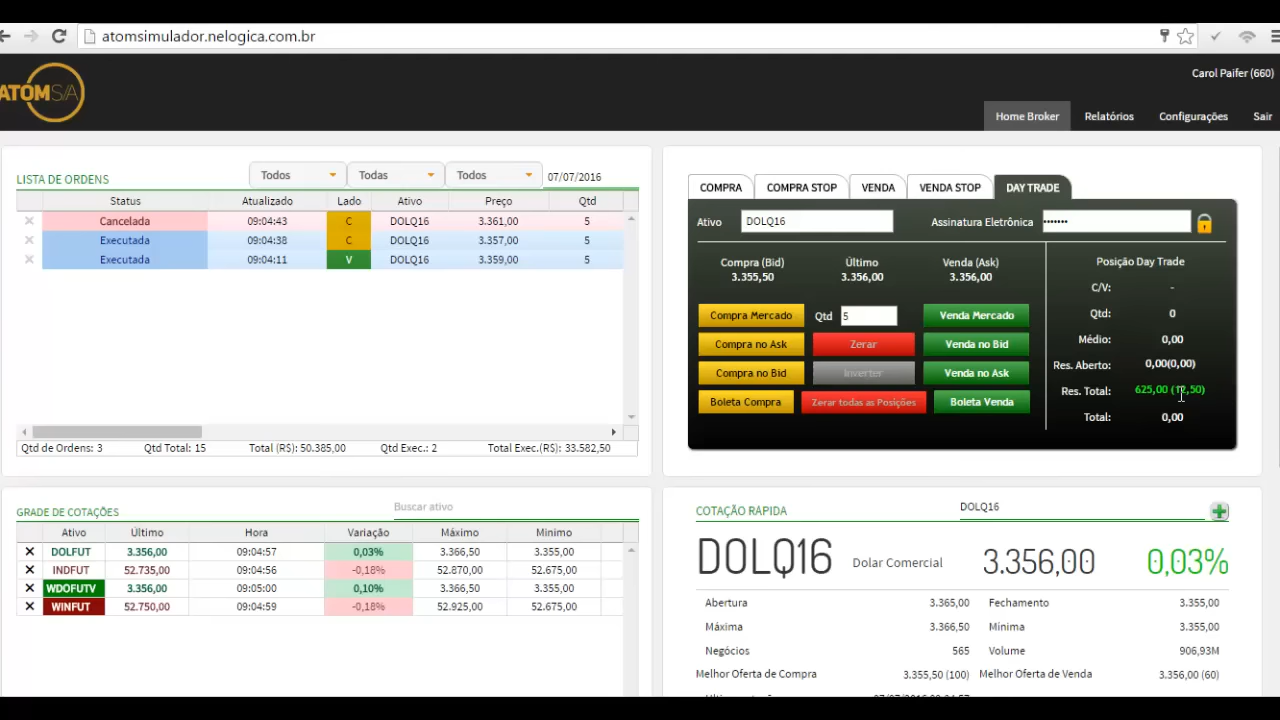 atomsimulador.nelogica.com.br
ATOM S/A
Carol Paifer (660)
Home Broker Relatórios Configurações Sair
LISTA DE ORDENS Todos Todas Todos 07/07/2016
Status Atualizado Lado Ativo Preço Qtd
Cancelada 09:04:43 C DOLQ16 3.361,00 5
Executada 09:04:38 C DOLQ16 3.357,00 5
Executada 09:04:11 V DOLQ16 3.359,00 5
Qtd de Ordens: 3 Qtd Total: 15 Total (R$): 50.385,00 Qtd Exec.: 2 Total Exec.(R$): 33.582,50
COMPRA COMPRA STOP VENDA VENDA STOP DAY TRADE
Ativo DOLQ16 Assinatura Eletrônica •••••••
Compra (Bid) Último Venda (Ask)
3.355,50 3.356,00 3.356,00
Compra Mercado Qtd 5 Venda Mercado
Compra no Ask Zerar Venda no Bid
Compra no Bid Inverter Venda no Ask
Boleta Compra Zerar todas as Posições Boleta Venda
Posição Day Trade
C/V: -
Qtd: 0
Médio: 0,00
Res. Aberto: 0,00(0,00)
Res. Total: 625,00 (12,50)
Total: 0,00
GRADE DE COTAÇÕES Buscar ativo
Ativo Último Hora Variação Máximo Minimo
DOLFUT 3.356,00 09:04:57 0,03% 3.366,50 3.355,00
INDFUT 52.735,00 09:04:56 -0,18% 52.870,00 52.675,00
WDOFUTV 3.356,00 09:05:00 0,10% 3.366,50 3.355,00
WINFUT 52.750,00 09:04:59 -0,18% 52.925,00 52.675,00
COTAÇÃO RÁPIDA DOLQ16
DOLQ16 Dolar Comercial 3.356,00 0,03%
Abertura 3.365,00 Fechamento 3.355,00
Máxima 3.366,50 Minima 3.355,00
Negócios 565 Volume 906,93M
Melhor Oferta de Compra 3.355,50 (100) Melhor Oferta de Venda 3.356,00 (60)